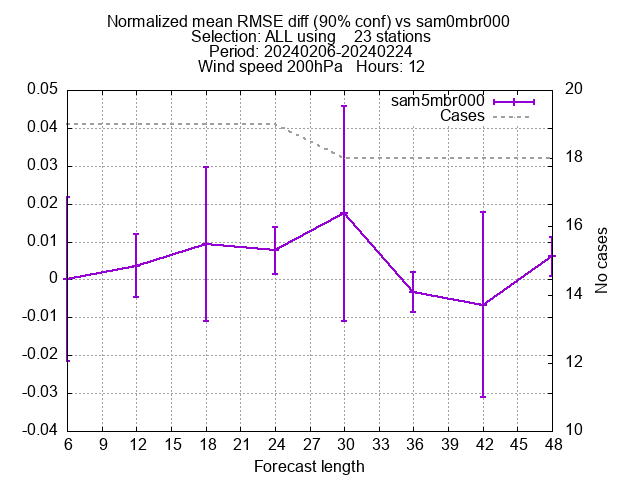 Normalized mean RMSE diff (90% conf) vs sam0mbr000
Selection: ALL using    23 stations
Period: 20240206-20240224
Wind speed 200hPa   Hours: 12
sam5mbr000
Cases
0.05
0.04
0.03
0.02
0.01
0
-0.01
-0.02
-0.03
-0.04
20
18
16
14
12
10
No cases
6 9 12 15 18 21 24 27 30 33 36 39 42 45 48
Forecast length